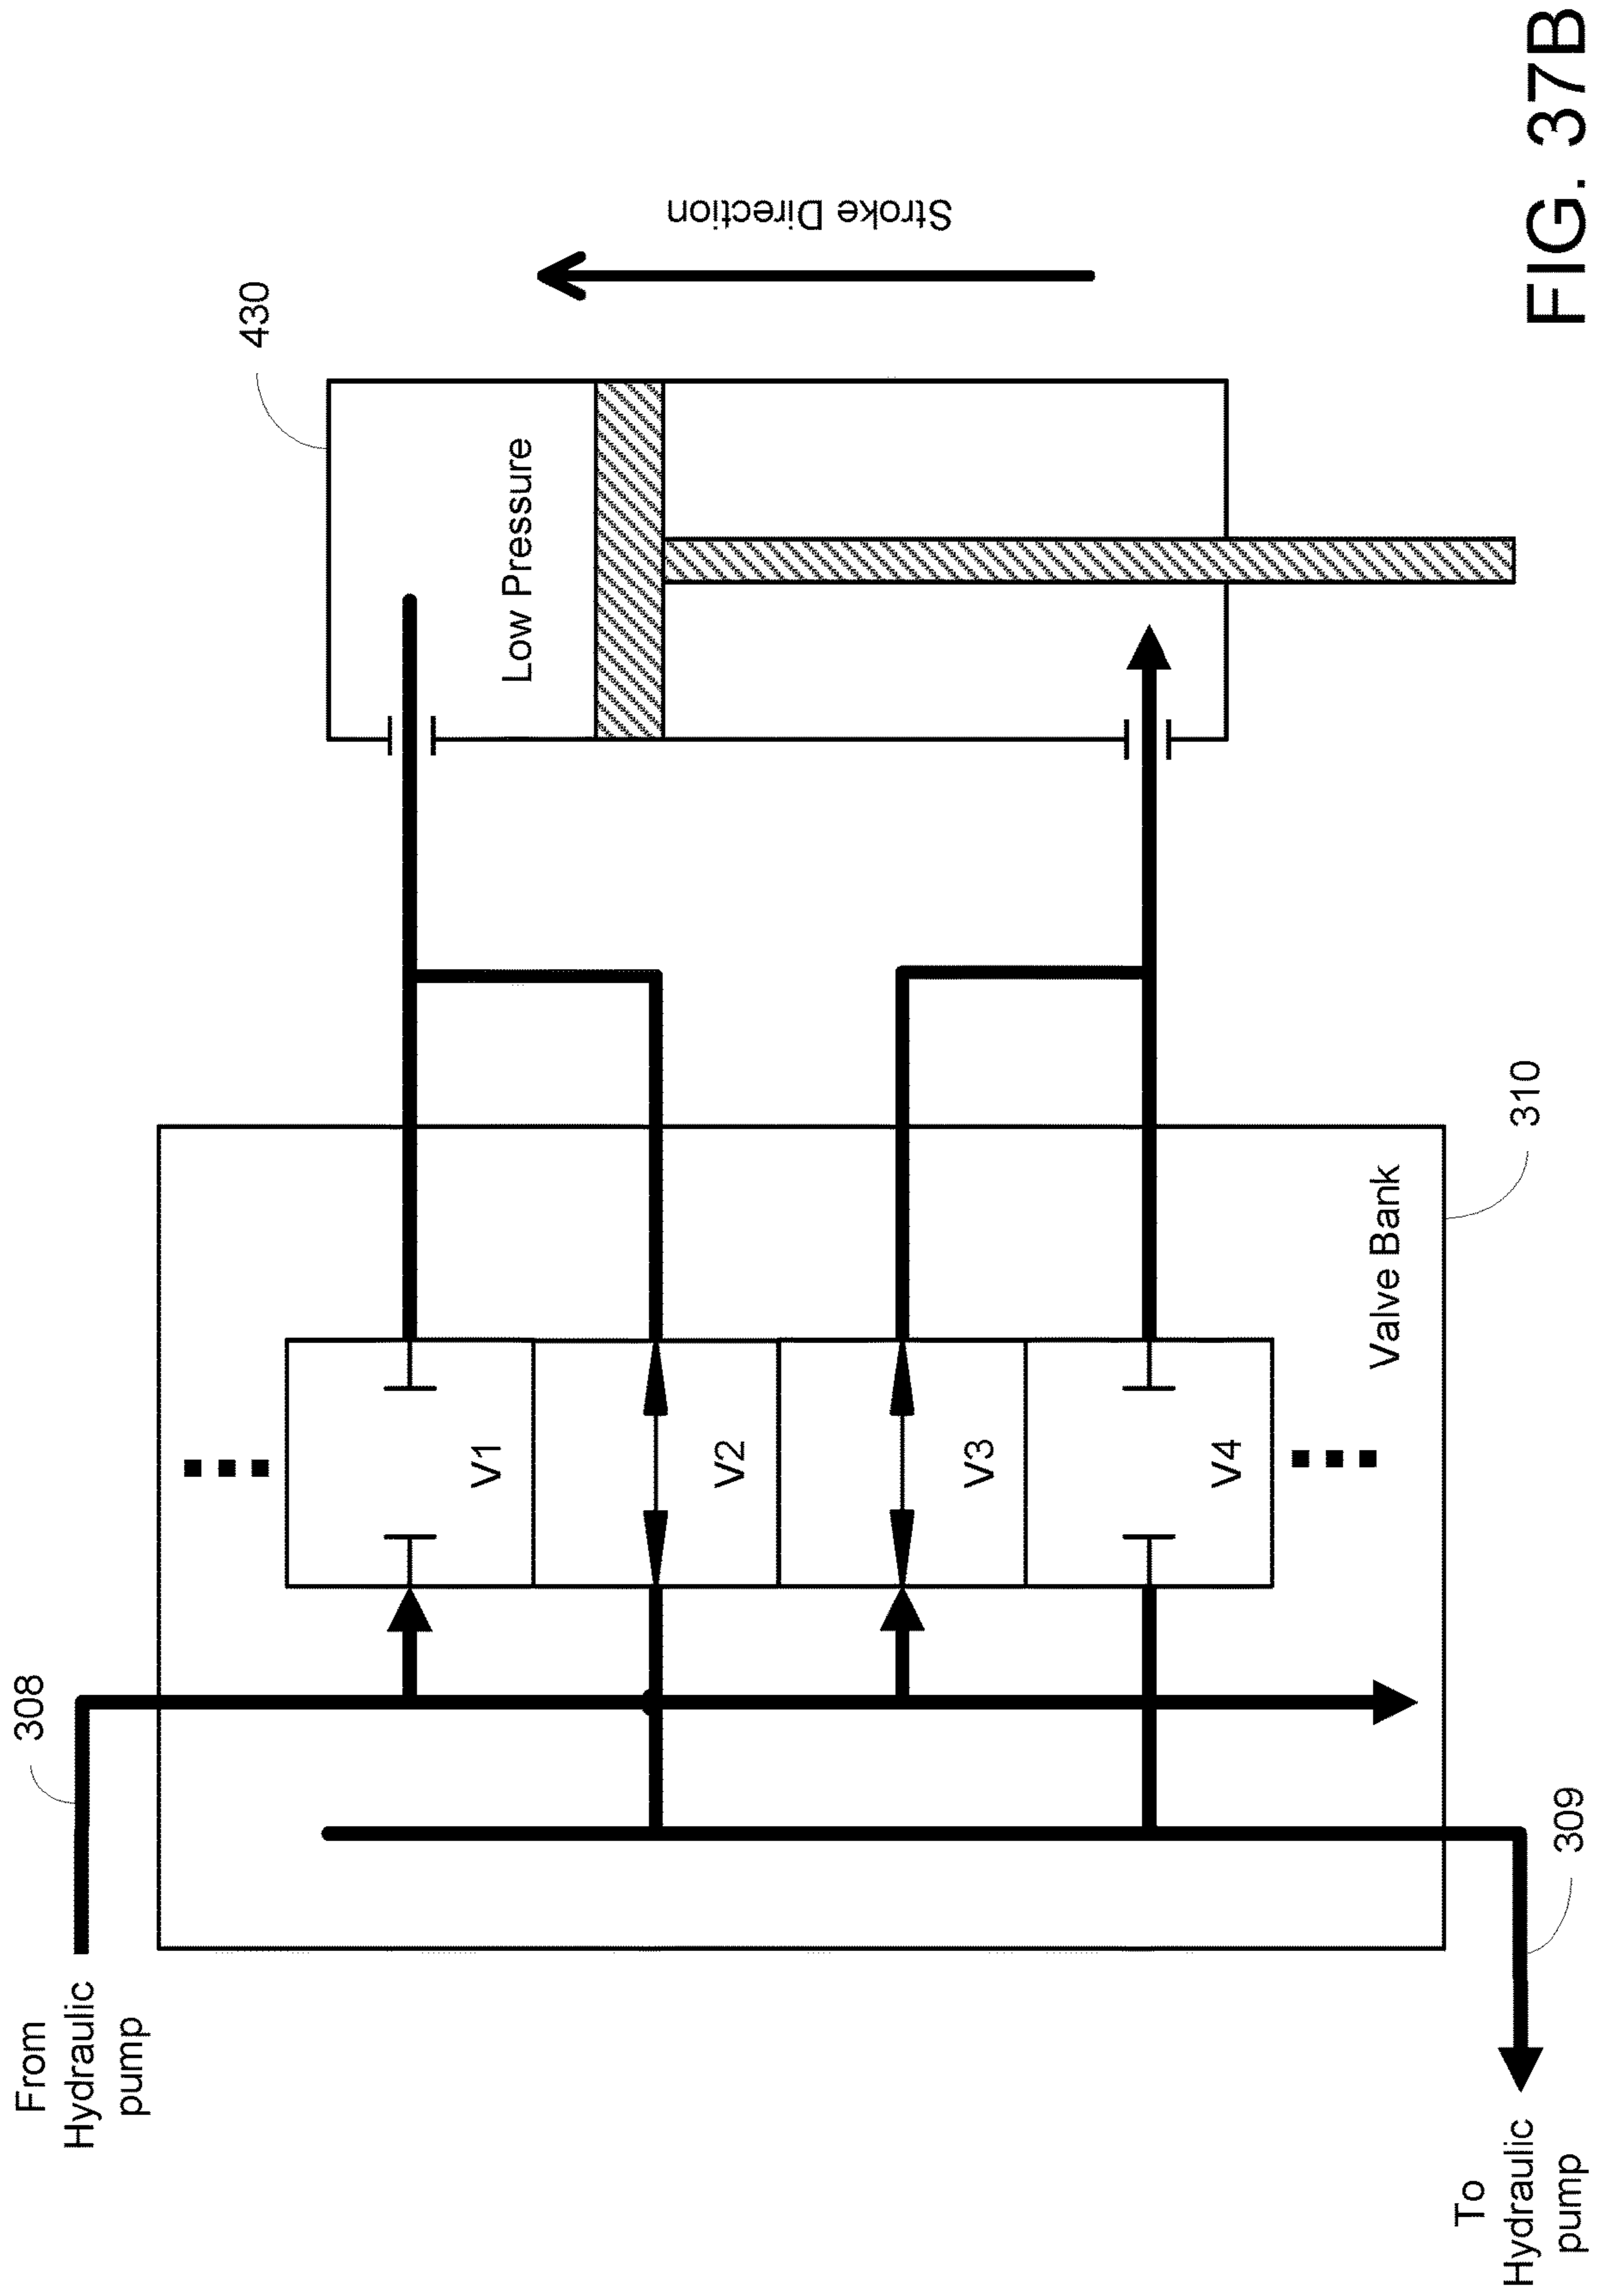 From
Hydraulic
pump
308
430
Low Pressure
Stroke Direction
V1
V2
V3
V4
Valve Bank
310
309
To
Hydraulic
pump
FIG. 37B